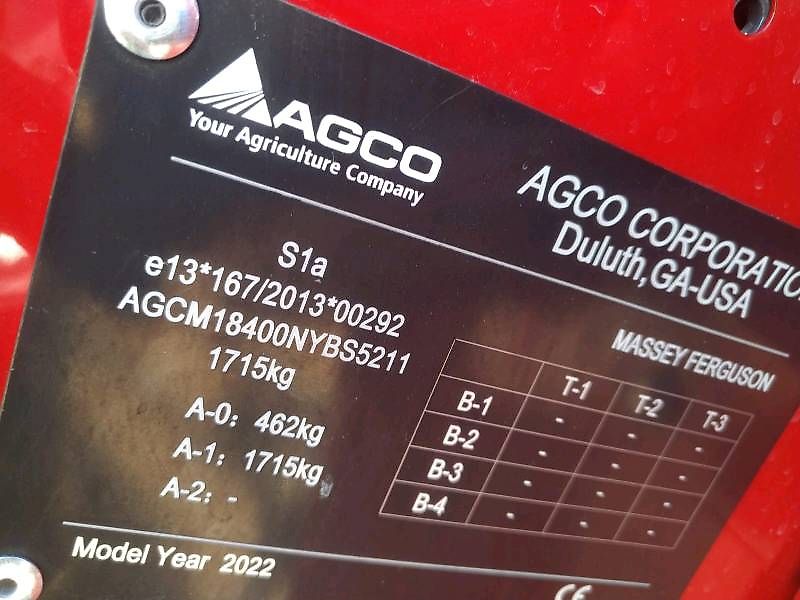 AGCO
Your Agriculture Company
AGCO CORPORATIO
Duluth,GA-USA
S1a
e13*167/2013*00292
AGCM18400NYBS5211
1715kg
A-0: 462kg
A-1: 1715kg
A-2: -
MASSEY FERGUSON
T-1 T-2 T-3
B-1 - - -
B-2 - - -
B-3 - - -
B-4 - - -
Model Year 2022
CE